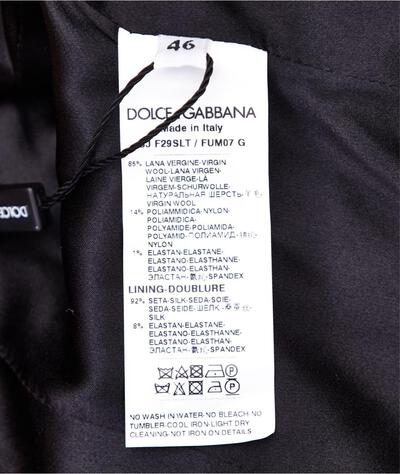 46
DOLCE&GABBANA
Made in Italy
F29SLT / FUM07 G
85% LANA VERGINE-VIRGIN
WOOL-LANA VIRGEN-
LAINE VIERGE-LÃ
VIRGEM-SCHURWOLLE-
НАТУРАЛЬНАЯ ШЕРСТЬ-
VIRGIN WOOL
14% POLIAMMIDICA-NYLON-
POLIAMIDICA-
POLYAMIDE-POLIAMIDA-
POLYAMID-ПОЛИАМИД-
NYLON
1% ELASTAN-ELASTANE-
ELASTANO-ELASTHANNE-
ELASTANO-ELASTHAN-
ЭЛАСТАН-SPANDEX
LINING-DOUBLURE
92% SETA-SILK-SEDA-SOIE-
SEDA-SEIDE-ШЕЛК-
SILK
8% ELASTAN-ELASTANE-
ELASTANO-ELASTHANNE-
ELASTANO-ELASTHAN-
ЭЛАСТАН-SPANDEX
P
NO WASH IN WATER-NO BLEACH-NO
TUMBLER-COOL IRON-LIGHT DRY
CLEANING-NOT IRON ON DETAILS
DOLCE